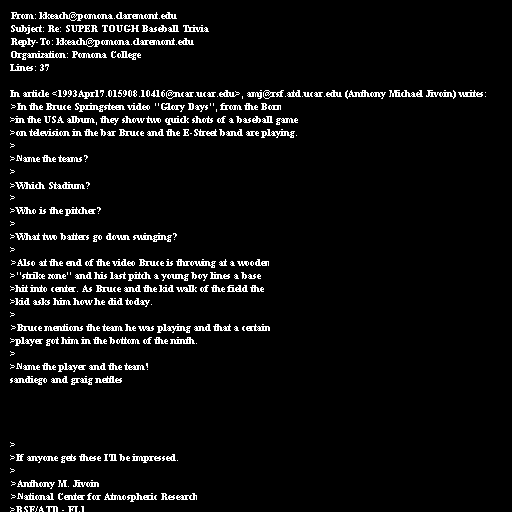 From: kkeach@pomona.claremont.edu
Subject: Re: SUPER TOUGH Baseball Trivia
Reply-To: kkeach@pomona.claremont.edu
Organization: Pomona College
Lines: 37

In article <1993Apr17.015908.10416@ncar.ucar.edu>, amj@rsf.atd.ucar.edu (Anthony Michael Jivoin) writes:
>In the Bruce Springsteen video "Glory Days", from the Born
>in the USA album, they show two quick shots of a baseball game
>on television in the bar Bruce and the E-Street band are playing.
>
>Name the teams?
>
>Which Stadium?
>
>Who is the pitcher?
>
>What two batters go down swinging?
>
>Also at the end of the video Bruce is throwing at a wooden
>"strike zone" and his last pitch a young boy lines a base
>hit into center. As Bruce and the kid walk of the field the
>kid asks him how he did today.
>
>Bruce mentions the team he was playing and that a certain
>player got him in the bottom of the ninth.
>
>Name the player and the team!
sandiego and graig nettles

>
>If anyone gets these I'll be impressed.
>
>Anthony M. Jivoin
>National Center for Atmospheric Research
>RSF/ATD - FL1